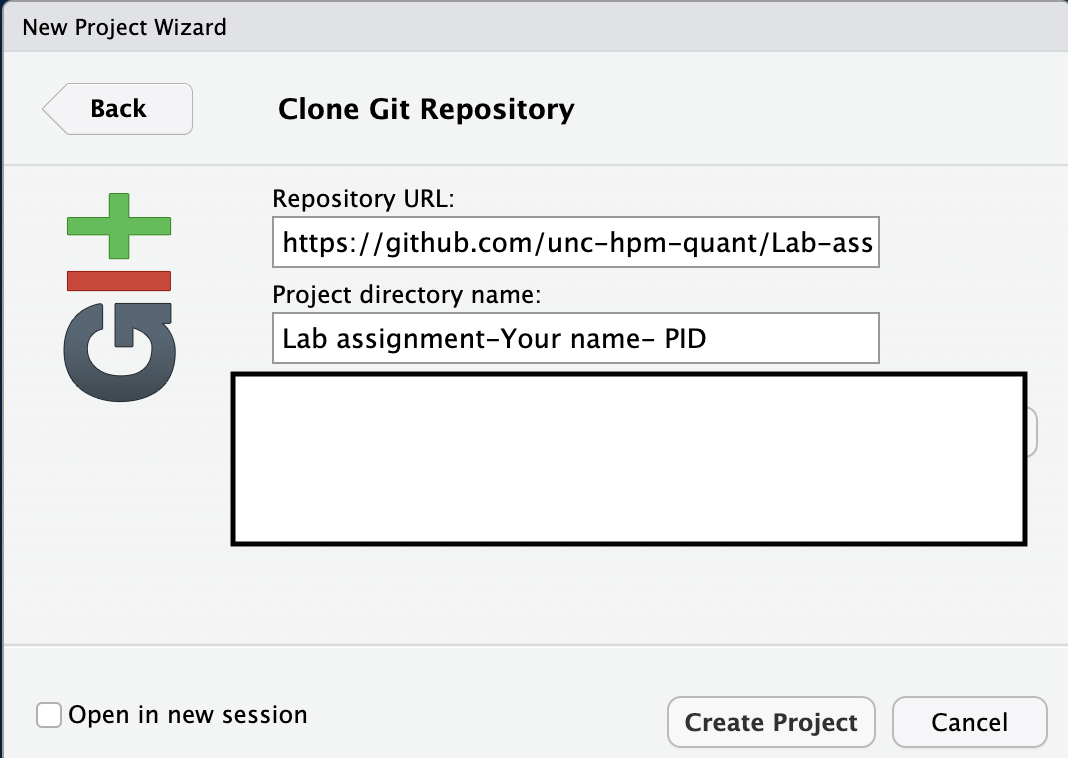 New Project Wizard
Back
Clone Git Repository
GIt
Repository URL:
https://github.com/unc-hpm-quant/Lab-ass
Project directory name:
Lab assignment-Your name- PID
Open in new session
Create Project
Cancel